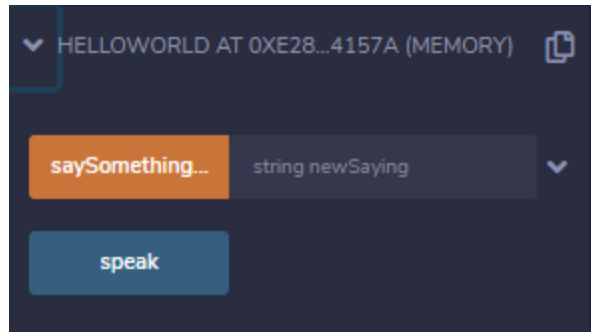 HELLOWORLD AT 0XE28...4157A (MEMORY)
saySomething... string newSaying
speak